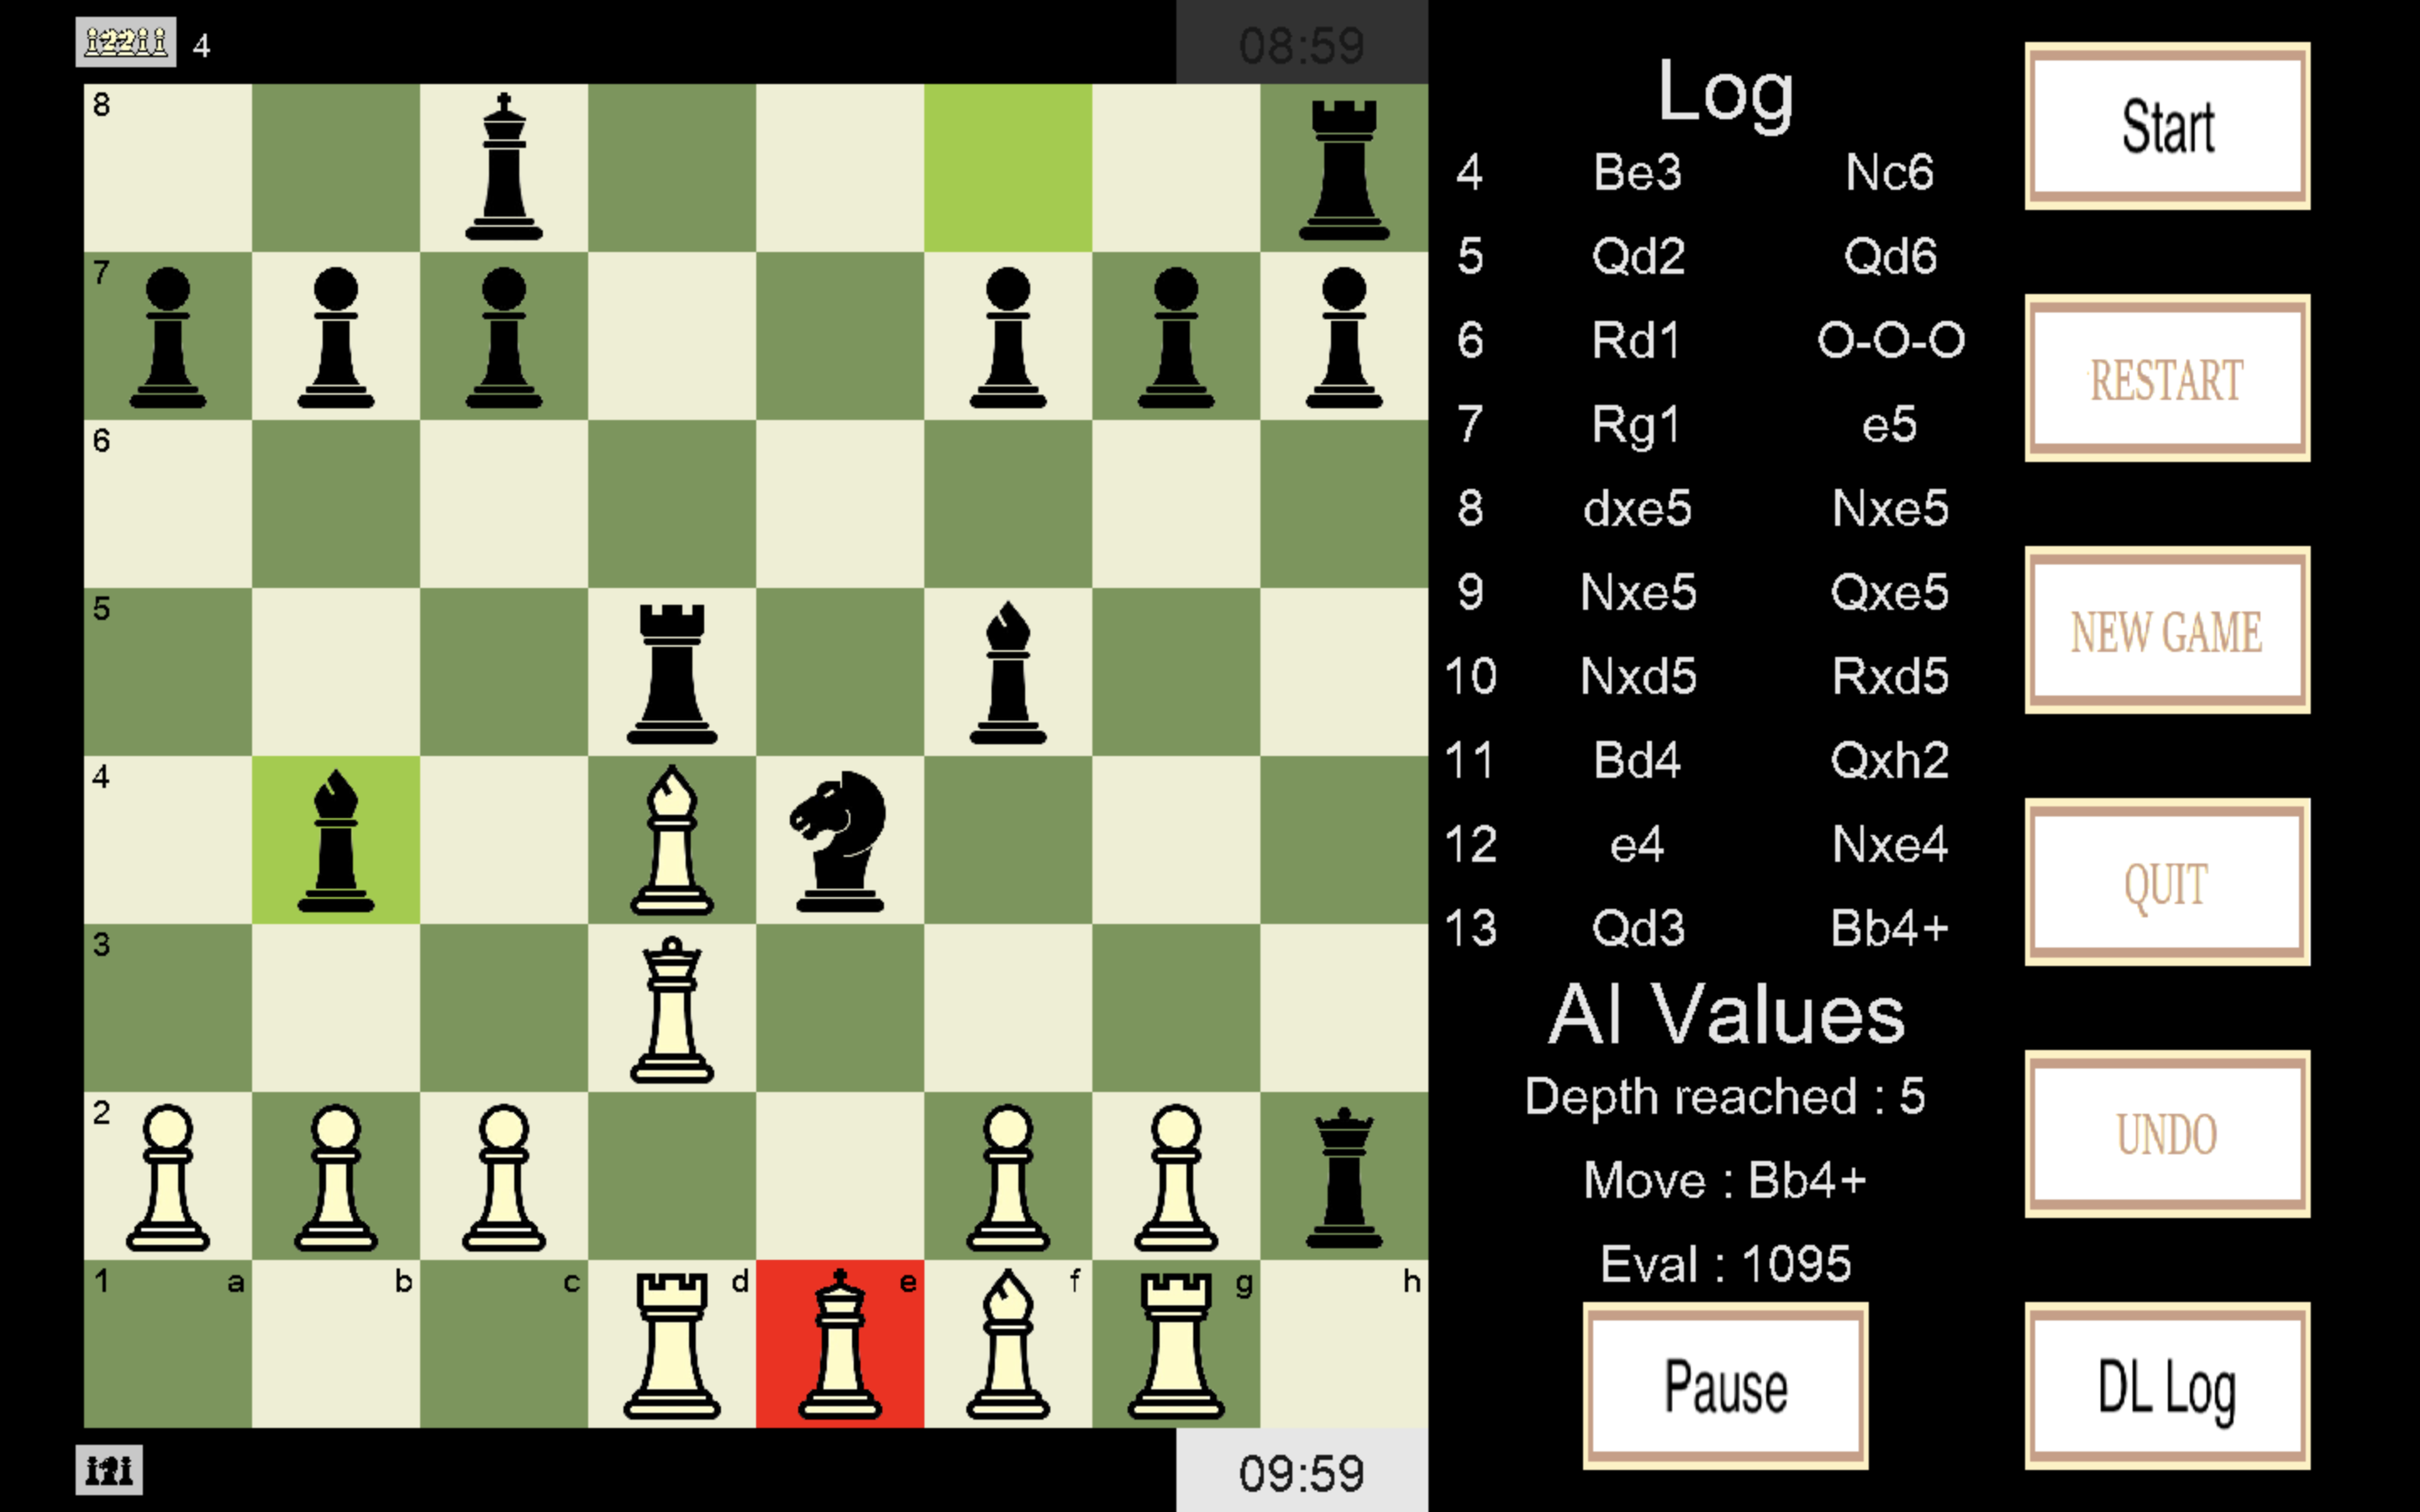 4
08:59
8
7
6
5
4
3
2
1 a b c d e f g h
09:59
Log
4 Be3 Nc6
5 Qd2 Qd6
6 Rd1 O-O-O
7 Rg1 e5
8 dxe5 Nxe5
9 Nxe5 Qxe5
10 Nxd5 Rxd5
11 Bd4 Qxh2
12 e4 Nxe4
13 Qd3 Bb4+
AI Values
Depth reached : 5
Move : Bb4+
Eval : 1095
Pause
Start
RESTART
NEW GAME
QUIT
UNDO
DL Log